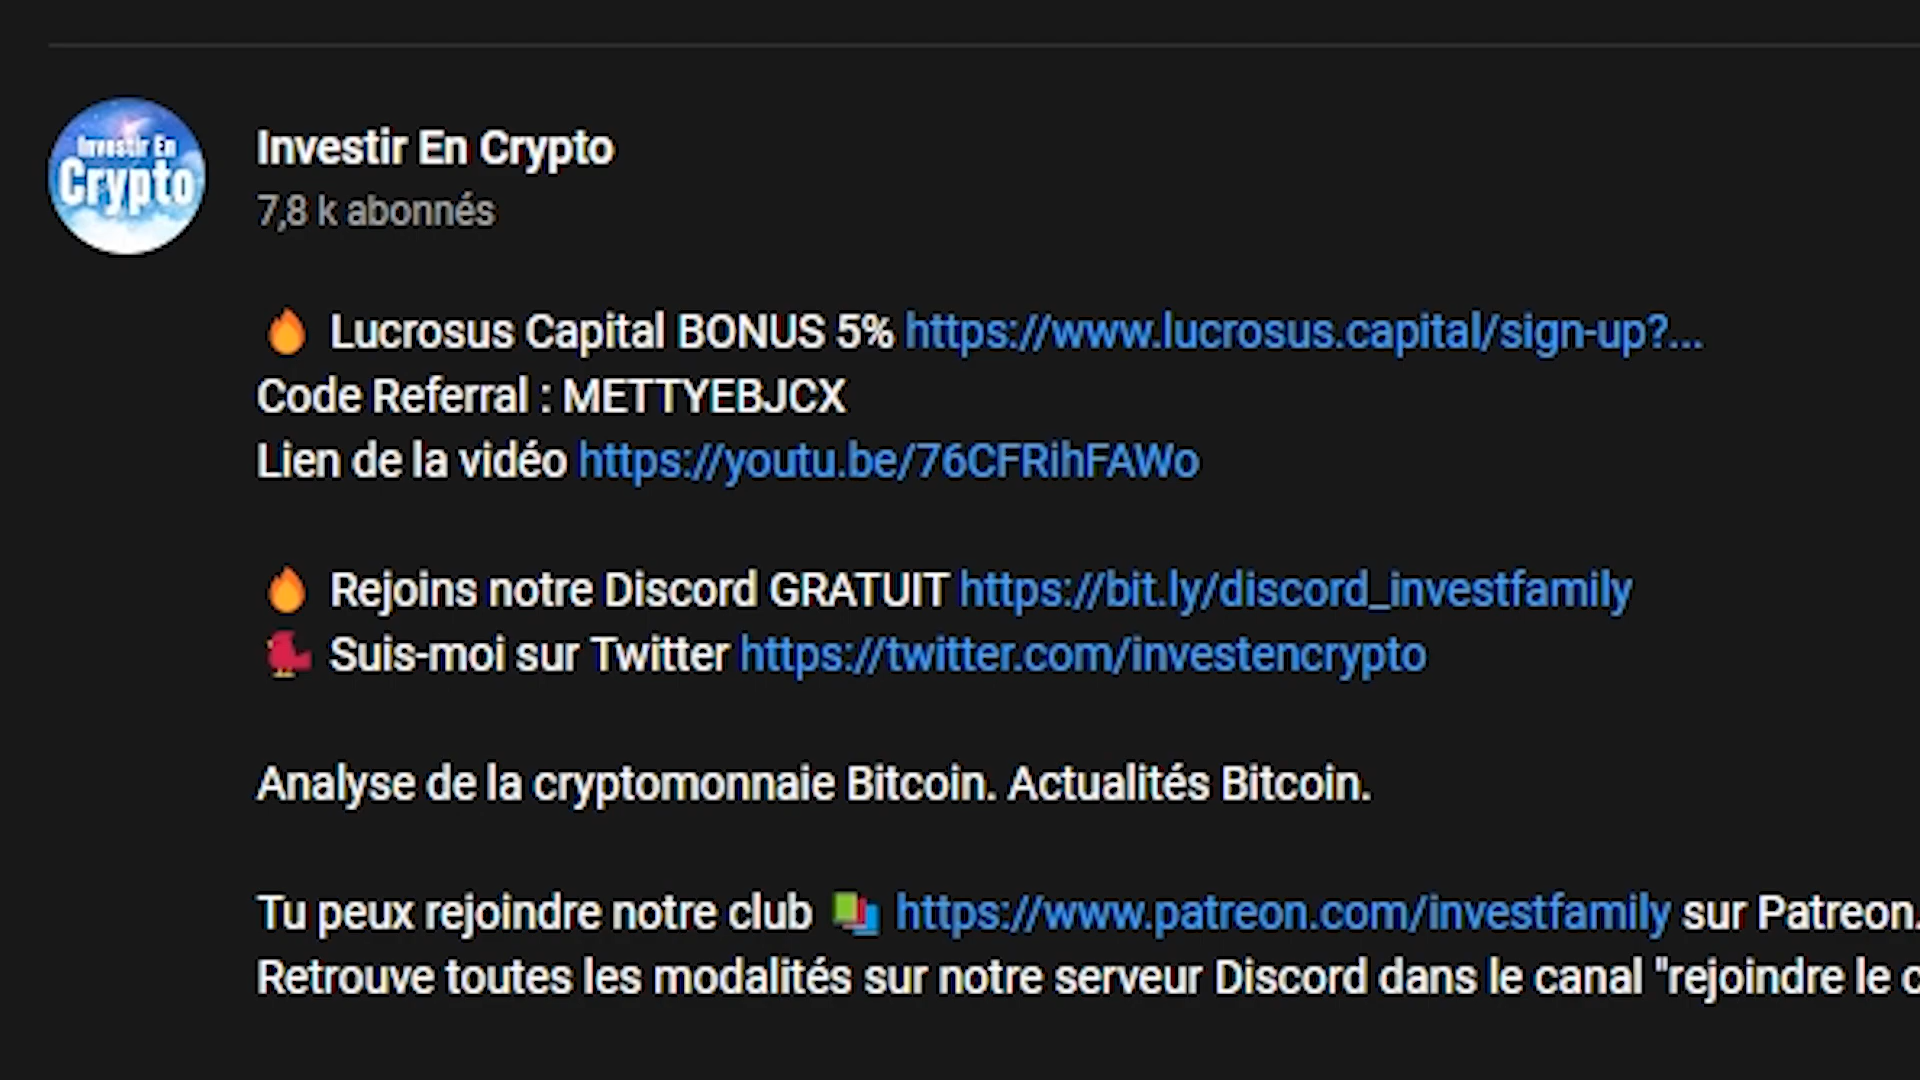 Investir En
Crypto
Investir En Crypto
7,8 k abonnés
🔥 Lucrosus Capital BONUS 5% https://www.lucrosus.capital/sign-up?...
Code Referral : METTYEBJCX
Lien de la vidéo https://youtu.be/76CFRihFAWo
🔥 Rejoins notre Discord GRATUIT https://bit.ly/discord_investfamily
Suis-moi sur Twitter https://twitter.com/investencrypto
Analyse de la cryptomonnaie Bitcoin. Actualités Bitcoin.
Tu peux rejoindre notre club https://www.patreon.com/investfamily sur Patreon.
Retrouve toutes les modalités sur notre serveur Discord dans le canal "rejoindre le c